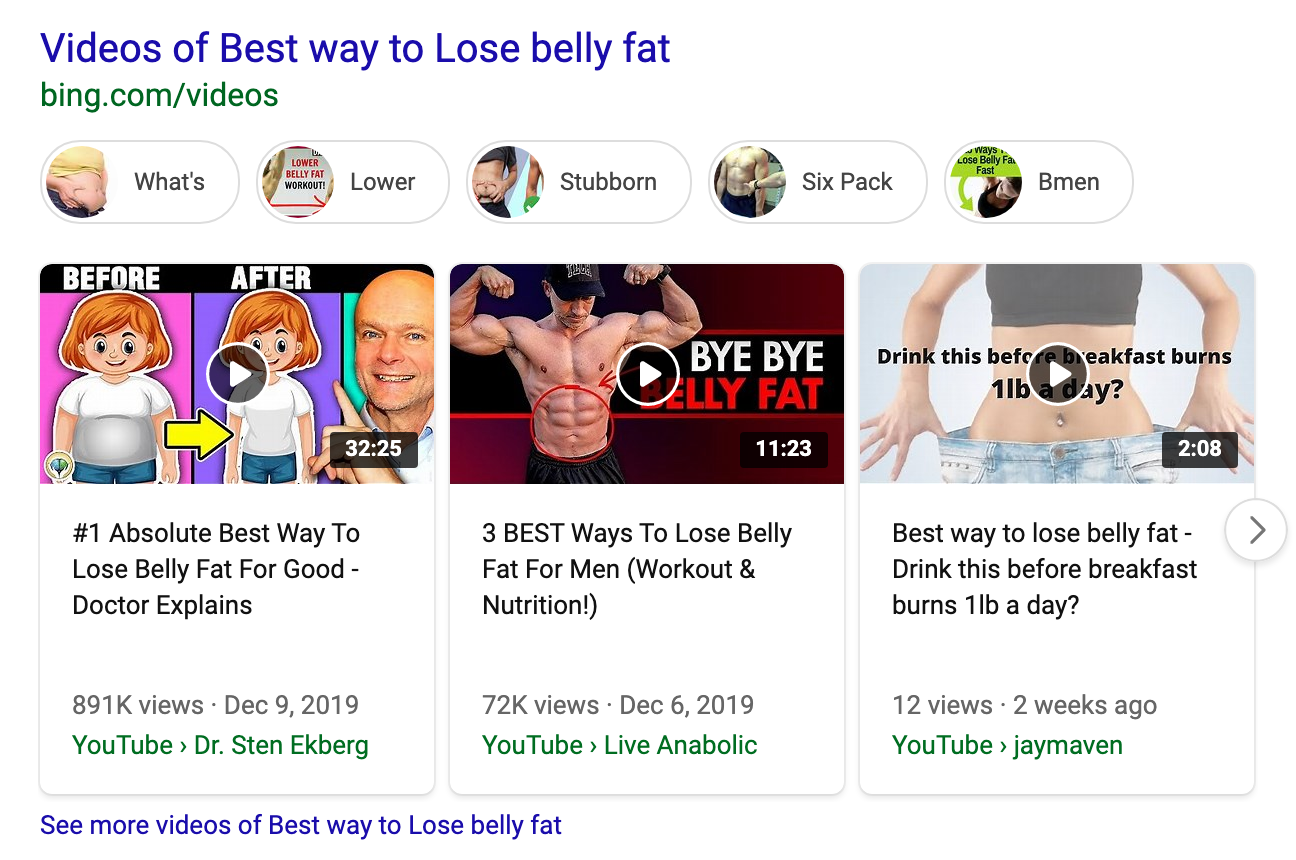 Videos of Best way to Lose belly fat
bing.com/videos
What's
LOWER
BELLY FAT
WORKOUT!
Lower
Stubborn
Six Pack
Lose Belly Fat
Fast
Bmen
BEFORE
AFTER
32:25
BYE BYE
BELLY FAT
11:23
Drink this before breakfast burns
1lb a day?
2:08
#1 Absolute Best Way To
Lose Belly Fat For Good -
Doctor Explains
891K views · Dec 9, 2019
YouTube › Dr. Sten Ekberg
3 BEST Ways To Lose Belly
Fat For Men (Workout &
Nutrition!)
72K views · Dec 6, 2019
YouTube › Live Anabolic
Best way to lose belly fat -
Drink this before breakfast
burns 1lb a day?
12 views · 2 weeks ago
YouTube › jaymaven
See more videos of Best way to Lose belly fat